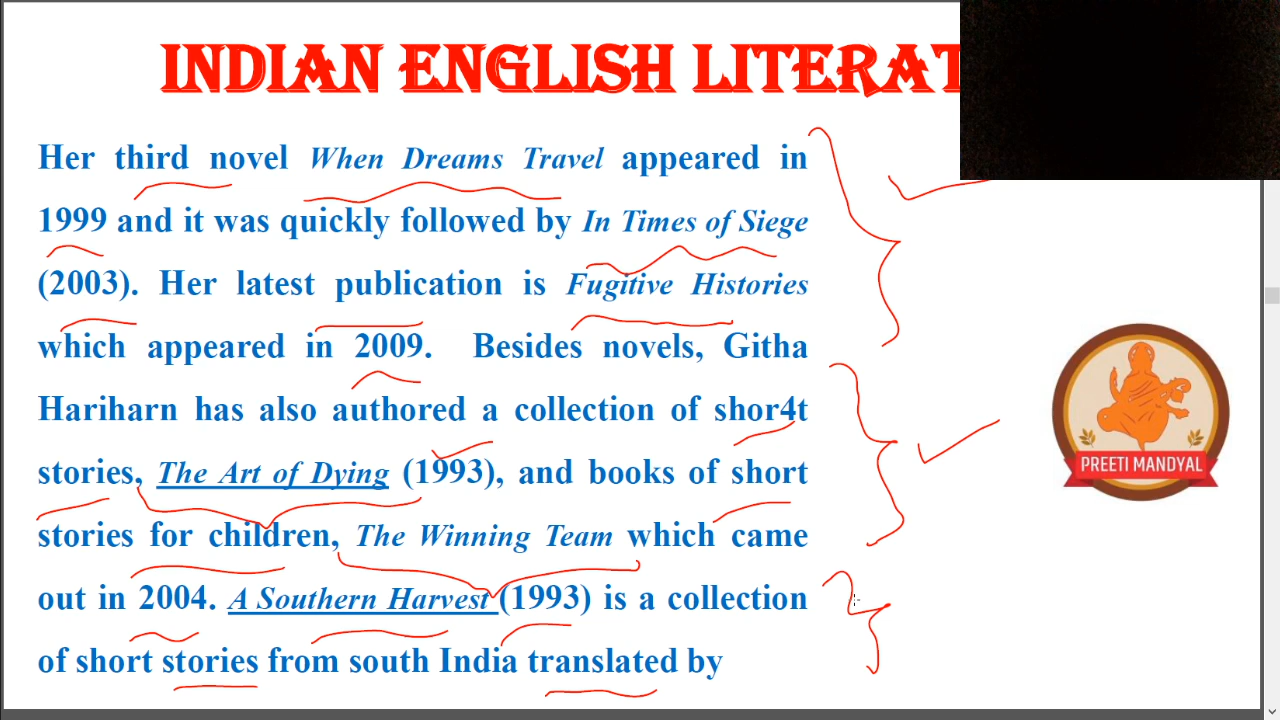 INDIAN ENGLISH LITERAT
Her third novel When Dreams Travel appeared in
1999 and it was quickly followed by In Times of Siege
(2003). Her latest publication is Fugitive Histories
which appeared in 2009. Besides novels, Githa
Hariharn has also authored a collection of shor4t
stories, The Art of Dying (1993), and books of short
stories for children, The Winning Team which came
out in 2004. A Southern Harvest (1993) is a collection
of short stories from south India translated by
PREETI MANDYAL